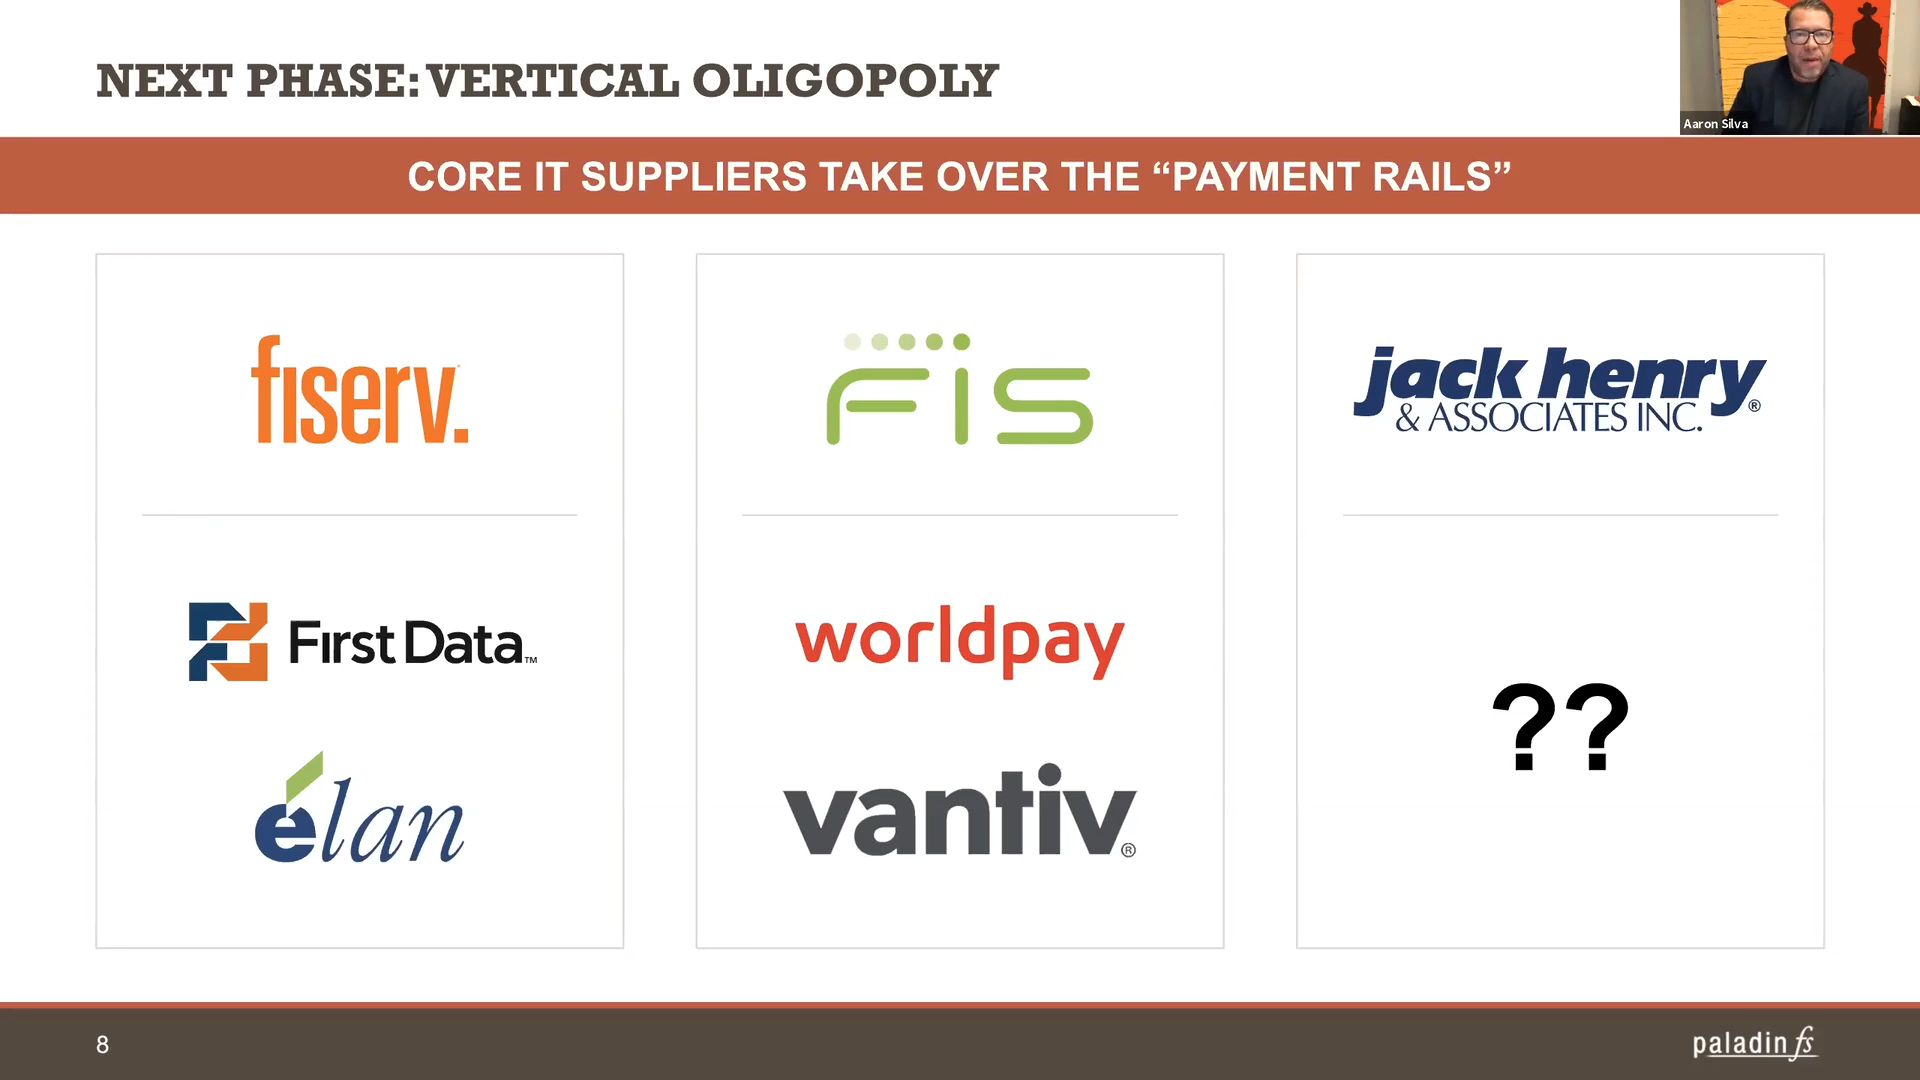 NEXT PHASE: VERTICAL OLIGOPOLY
Aaron Silva
CORE IT SUPPLIERS TAKE OVER THE “PAYMENT RAILS”
fiserv.
FIS
jack henry®
& ASSOCIATES INC.
First Data™
worldpay
??
élan
vantiv®
8
paladin fs